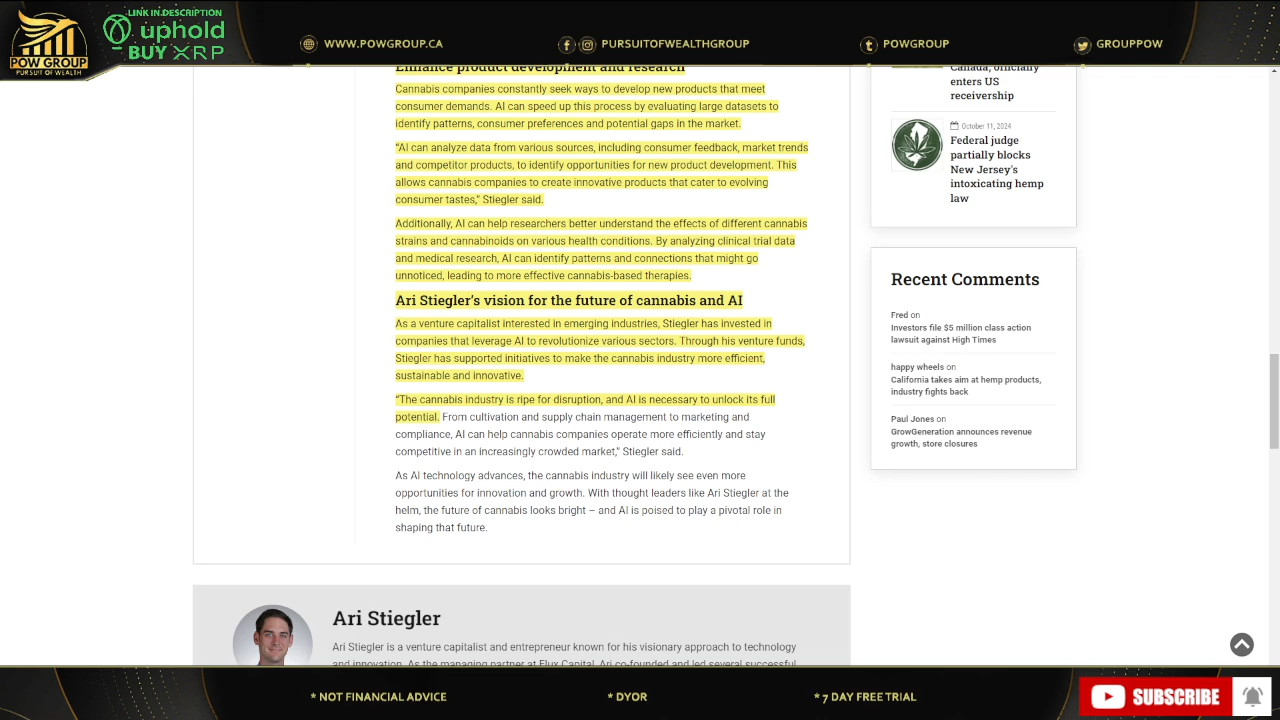 LINK IN DESCRIPTION
uphold
BUY XRP
POW GROUP
PURSUIT OF WEALTH
WWW.POWGROUP.CA
PURSUITOFWEALTHGROUP
POWGROUP
GROUPPOW
Enhance product development and research
Cannabis companies constantly seek ways to develop new products that meet
consumer demands. AI can speed up this process by evaluating large datasets to
identify patterns, consumer preferences and potential gaps in the market.
“AI can analyze data from various sources, including consumer feedback, market trends
and competitor products, to identify opportunities for new product development. This
allows cannabis companies to create innovative products that cater to evolving
consumer tastes,” Stiegler said.
Additionally, AI can help researchers better understand the effects of different cannabis
strains and cannabinoids on various health conditions. By analyzing clinical trial data
and medical research, AI can identify patterns and connections that might go
unnoticed, leading to more effective cannabis-based therapies.
Ari Stiegler’s vision for the future of cannabis and AI
As a venture capitalist interested in emerging industries, Stiegler has invested in
companies that leverage AI to revolutionize various sectors. Through his venture funds,
Stiegler has supported initiatives to make the cannabis industry more efficient,
sustainable and innovative.
“The cannabis industry is ripe for disruption, and AI is necessary to unlock its full
potential. From cultivation and supply chain management to marketing and
compliance, AI can help cannabis companies operate more efficiently and stay
competitive in an increasingly crowded market,” Stiegler said.
As AI technology advances, the cannabis industry will likely see even more
opportunities for innovation and growth. With thought leaders like Ari Stiegler at the
helm, the future of cannabis looks bright – and AI is poised to play a pivotal role in
shaping that future.
Ari Stiegler
Ari Stiegler is a venture capitalist and entrepreneur known for his visionary approach to technology
and innovation. As the managing partner at Flux Capital, Ari co-founded and led several successful
Canada, officially
enters US
receivership
October 11, 2024
Federal judge
partially blocks
New Jersey's
intoxicating hemp
law
Recent Comments
Fred on
Investors file $5 million class action
lawsuit against High Times
happy wheels on
California takes aim at hemp products,
industry fights back
Paul Jones on
GrowGeneration announces revenue
growth, store closures
* NOT FINANCIAL ADVICE
* DYOR
* 7 DAY FREE TRIAL
SUBSCRIBE